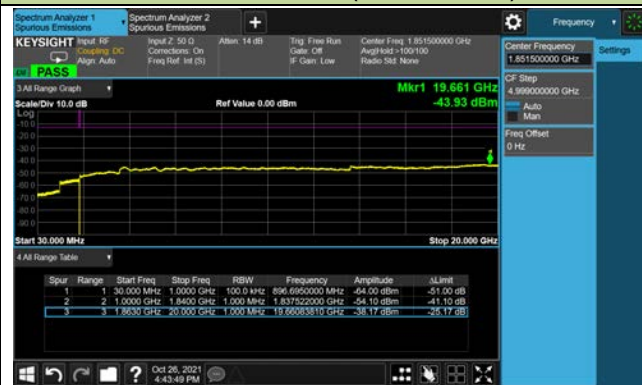 Spectrum Analyzer 1
Spurious Emissions
Spectrum Analyzer 2
Spurious Emissions
Frequency
KEYSIGHT
Input: RF
Coupling: DC
Align: Auto
Input Z: 50 Ω
Corrections: On
Freq Ref: Int (S)
Atten: 14 dB
Trig: Free Run
Gate: Off
IF Gain: Low
Center Freq: 1.851500000 GHz
Avg|Hold:>100/100
Radio Std: None
PASS
Center Frequency
1.851500000 GHz
Settings
CF Step
4.999000000 GHz
Auto
Man
Freq Offset
0 Hz
3 All Range Graph
Mkr1 19.661 GHz
-43.93 dBm
Scale/Div 10.0 dB
Ref Value 0.00 dBm
Log
-10.0
-20.0
-30.0
-40.0
-50.0
-60.0
-70.0
-80.0
-90.0
Start 30.000 MHz
Stop 20.000 GHz
4 All Range Table
Spur Range Start Freq Stop Freq RBW Frequency Amplitude ΔLimit
1 1 30.000 MHz 1.0000 GHz 100.0 kHz 896.6950000 MHz -64.00 dBm -51.00 dB
2 2 1.0000 GHz 1.8400 GHz 1.000 MHz 1.837522000 GHz -54.10 dBm -41.10 dB
3 3 1.8630 GHz 20.000 GHz 1.000 MHz 19.66083810 GHz -38.17 dBm -25.17 dB
Oct 26, 2021
4:43:49 PM